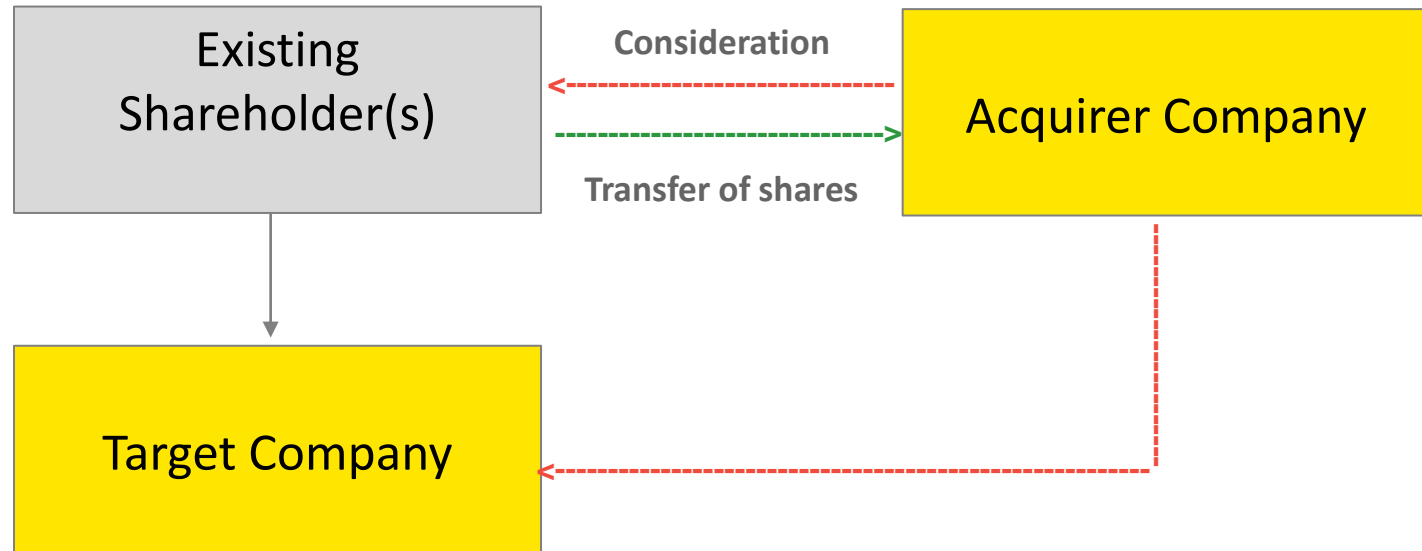 Existing
Shareholder(s)
Consideration
Acquirer Company
Transfer of shares
Target Company